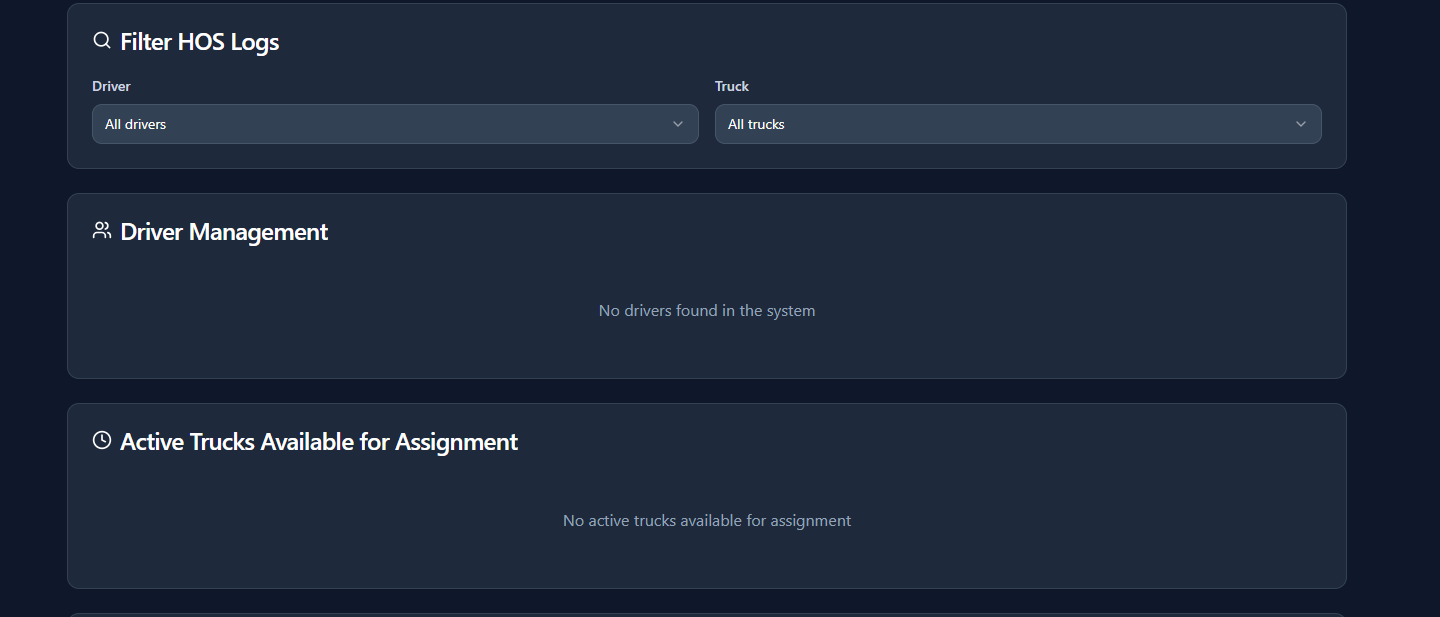 Filter HOS Logs
Driver
Truck
All drivers
All trucks
Driver Management
No drivers found in the system
Active Trucks Available for Assignment
No active trucks available for assignment